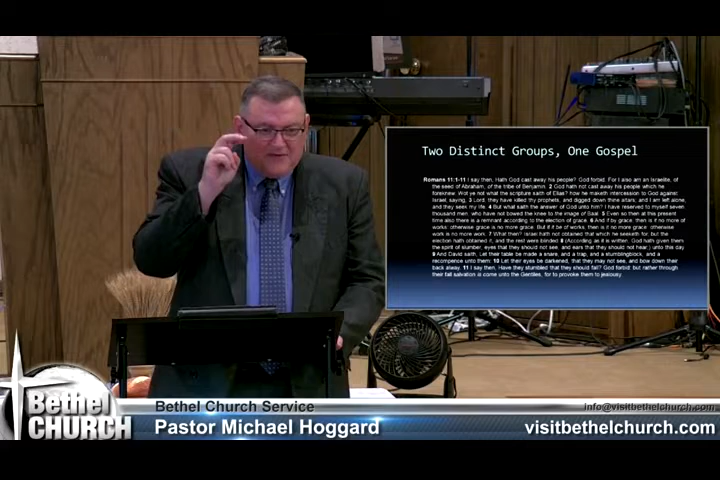 Two Distinct Groups, One Gospel
Romans 11:1-11 I say then, Hath God cast away his people? God forbid. For I also am an Israelite, of
the seed of Abraham, of the tribe of Benjamin. 2 God hath not cast away his people which he
foreknew. Wot ye not what the scripture saith of Elias? how he maketh intercession to God against
Israel, saying, 3 Lord, they have killed thy prophets, and digged down thine altars; and I am left alone,
and they seek my life. 4 But what saith the answer of God unto him? I have reserved to myself seven
thousand men, who have not bowed the knee to the image of Baal. 5 Even so then at this present
time also there is a remnant according to the election of grace. 6 And if by grace, then is it no more of
works: otherwise grace is no more grace. But if it be of works, then is it no more grace: otherwise
work is no more work. 7 What then? Israel hath not obtained that which he seeketh for; but the
election hath obtained it, and the rest were blinded 8 (According as it is written, God hath given them
the spirit of slumber, eyes that they should not see, and ears that they should not hear;) unto this day.
9 And David saith, Let their table be made a snare, and a trap, and a stumblingblock, and a
recompence unto them: 10 Let their eyes be darkened, that they may not see, and bow down their
back alway. 11 I say then, Have they stumbled that they should fall? God forbid: but rather through
their fall salvation is come unto the Gentiles, for to provoke them to jealousy.
Bethel
CHURCH
Bethel Church Service
info@visitbethelchurch.com
Pastor Michael Hoggard
visitbethelchurch.com